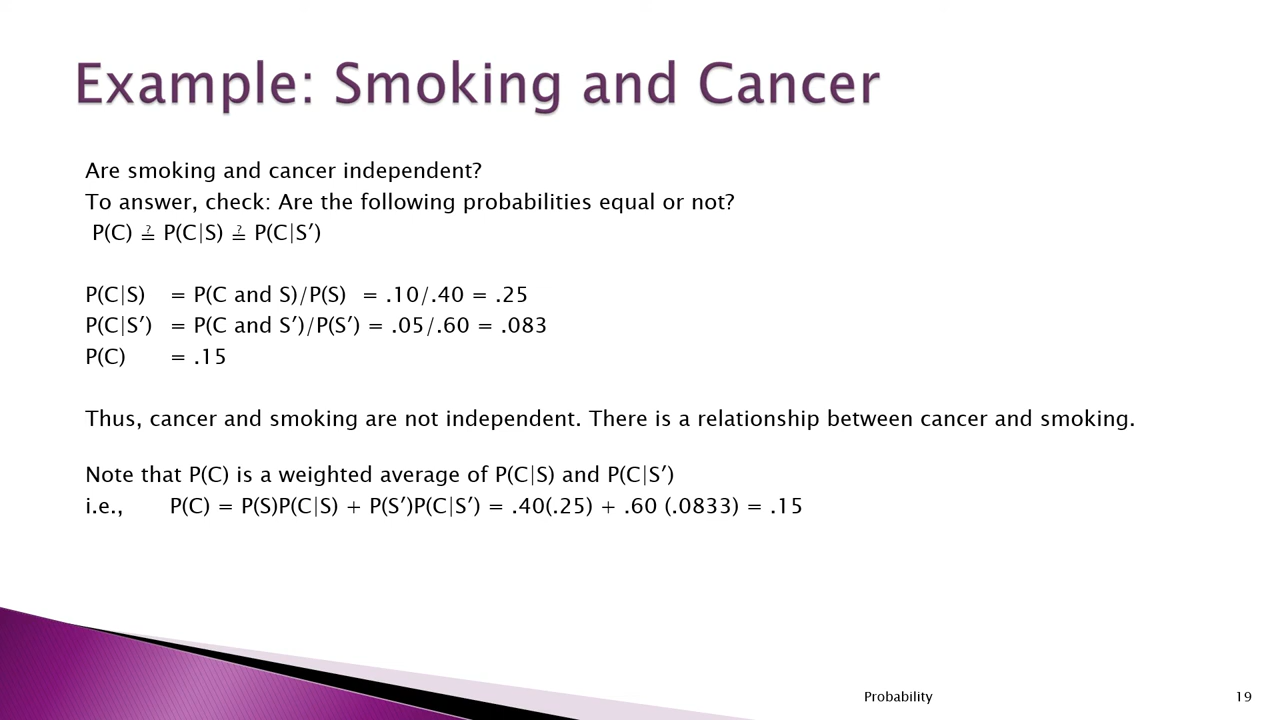 Example: Smoking and Cancer
Are smoking and cancer independent?
To answer, check: Are the following probabilities equal or not?
P(C) ≟ P(C|S) ≟ P(C|S′)
P(C|S) = P(C and S)/P(S) = .10/.40 = .25
P(C|S′) = P(C and S′)/P(S′) = .05/.60 = .083
P(C) = .15
Thus, cancer and smoking are not independent. There is a relationship between cancer and smoking.
Note that P(C) is a weighted average of P(C|S) and P(C|S′)
i.e., P(C) = P(S)P(C|S) + P(S′)P(C|S′) = .40(.25) + .60 (.0833) = .15
Probability 19